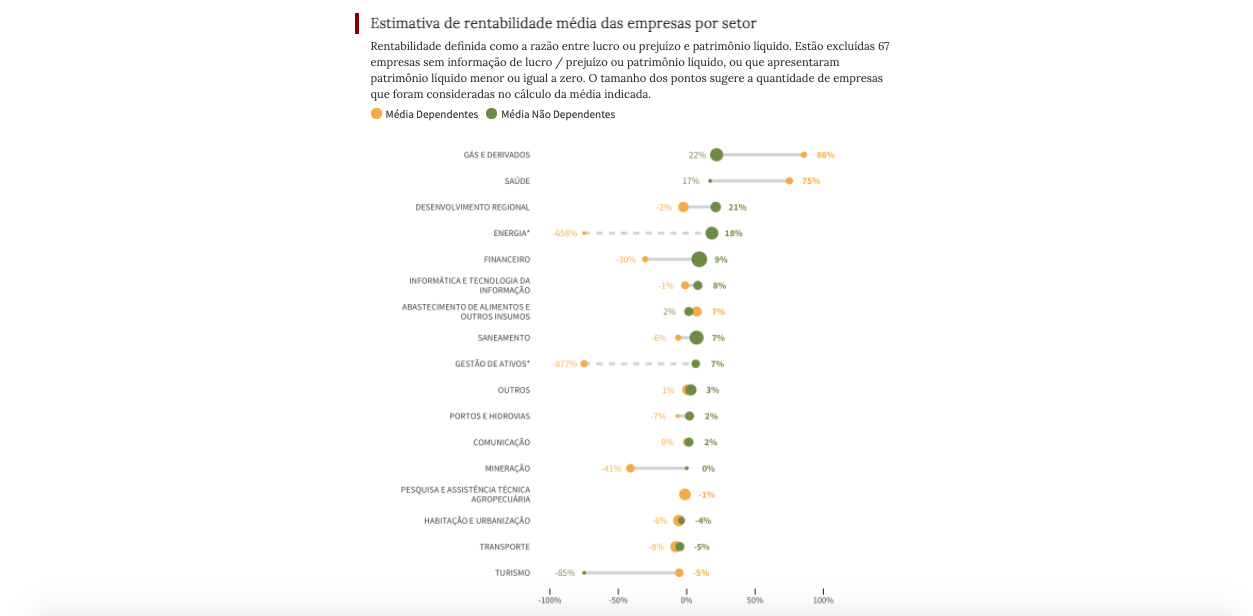 Estimativa de rentabilidade média das empresas por setor
Rentabilidade definida como a razão entre lucro ou prejuízo e patrimônio líquido. Estão excluídas 67
empresas sem informação de lucro / prejuízo ou patrimônio líquido, ou que apresentaram
patrimônio líquido menor ou igual a zero. O tamanho dos pontos sugere a quantidade de empresas
que foram consideradas no cálculo da média indicada.
Média Dependentes Média Não Dependentes
GÁS E DERIVADOS 22% 86%
SAÚDE 17% 75%
DESENVOLVIMENTO REGIONAL -2% 21%
ENERGIA* -658% 18%
FINANCEIRO -30% 9%
INFORMÁTICA E TECNOLOGIA DA
INFORMAÇÃO -1% 8%
ABASTECIMENTO DE ALIMENTOS E
OUTROS INSUMOS 2% 7%
SANEAMENTO -6% 7%
GESTÃO DE ATIVOS* -877% 7%
OUTROS 1% 3%
PORTOS E HIDROVIAS -7% 2%
COMUNICAÇÃO 0% 2%
MINERAÇÃO -41% 0%
PESQUISA E ASSISTÊNCIA TÉCNICA
AGROPECUÁRIA -1%
HABITAÇÃO E URBANIZAÇÃO -6% -4%
TRANSPORTE -8% -5%
TURISMO -85% -5%
-100% -50% 0% 50% 100%